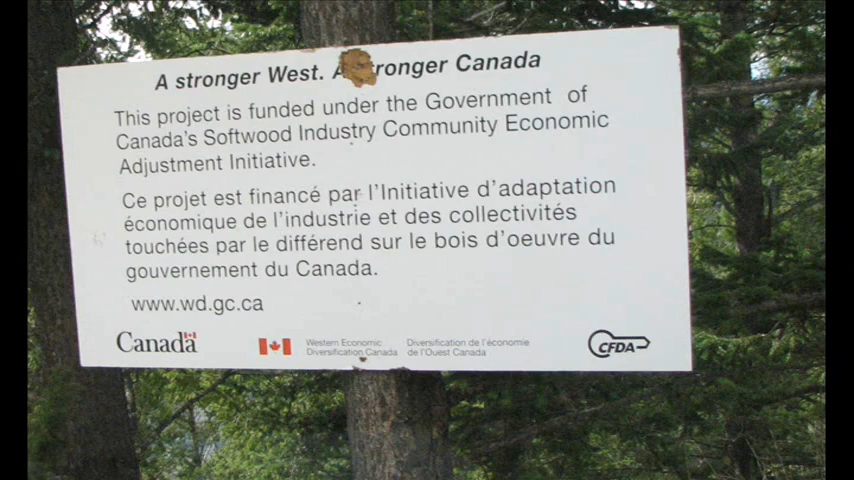 A stronger West. A stronger Canada
This project is funded under the Government of
Canada's Softwood Industry Community Economic
Adjustment Initiative.
Ce projet est financé par l'Initiative d'adaptation
économique de l'industrie et des collectivités
touchées par le différend sur le bois d'oeuvre du
gouvernement du Canada.
www.wd.gc.ca
Canada
Western Economic
Diversification Canada
Diversification de l'économie
de l'Ouest Canada
CFDA